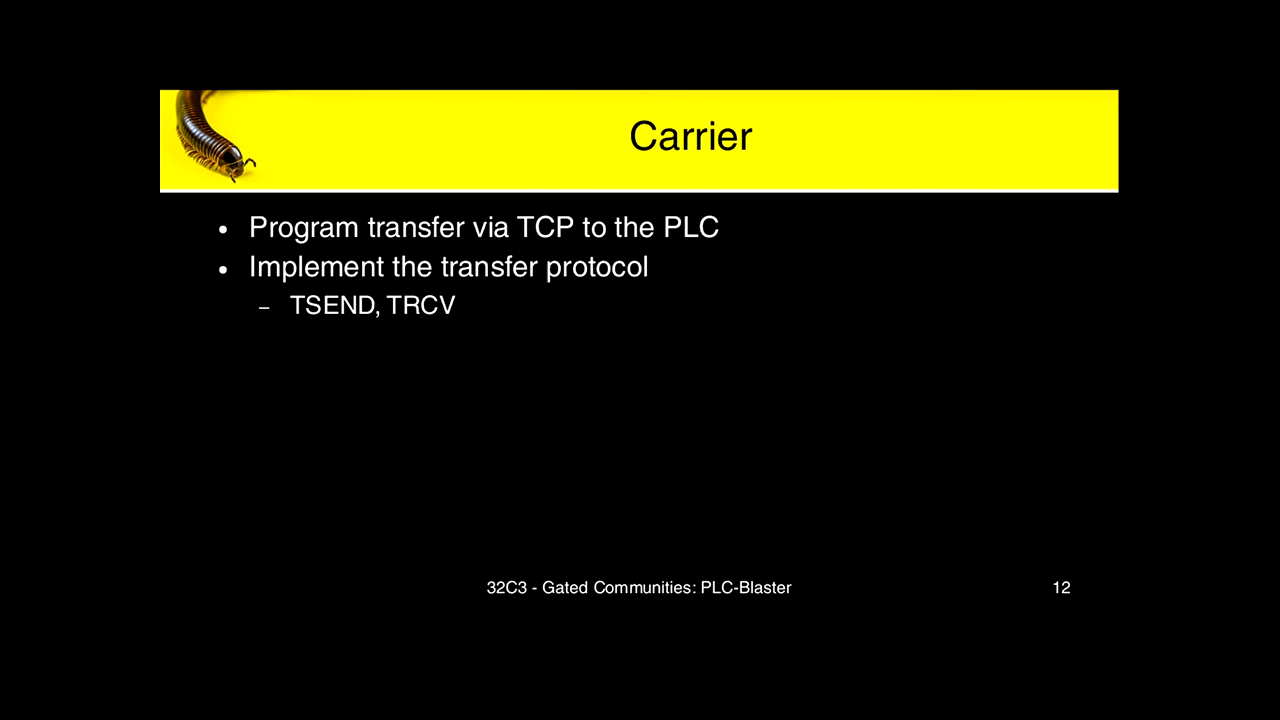 Carrier
• Program transfer via TCP to the PLC
• Implement the transfer protocol
– TSEND, TRCV
32C3 - Gated Communities: PLC-Blaster
12